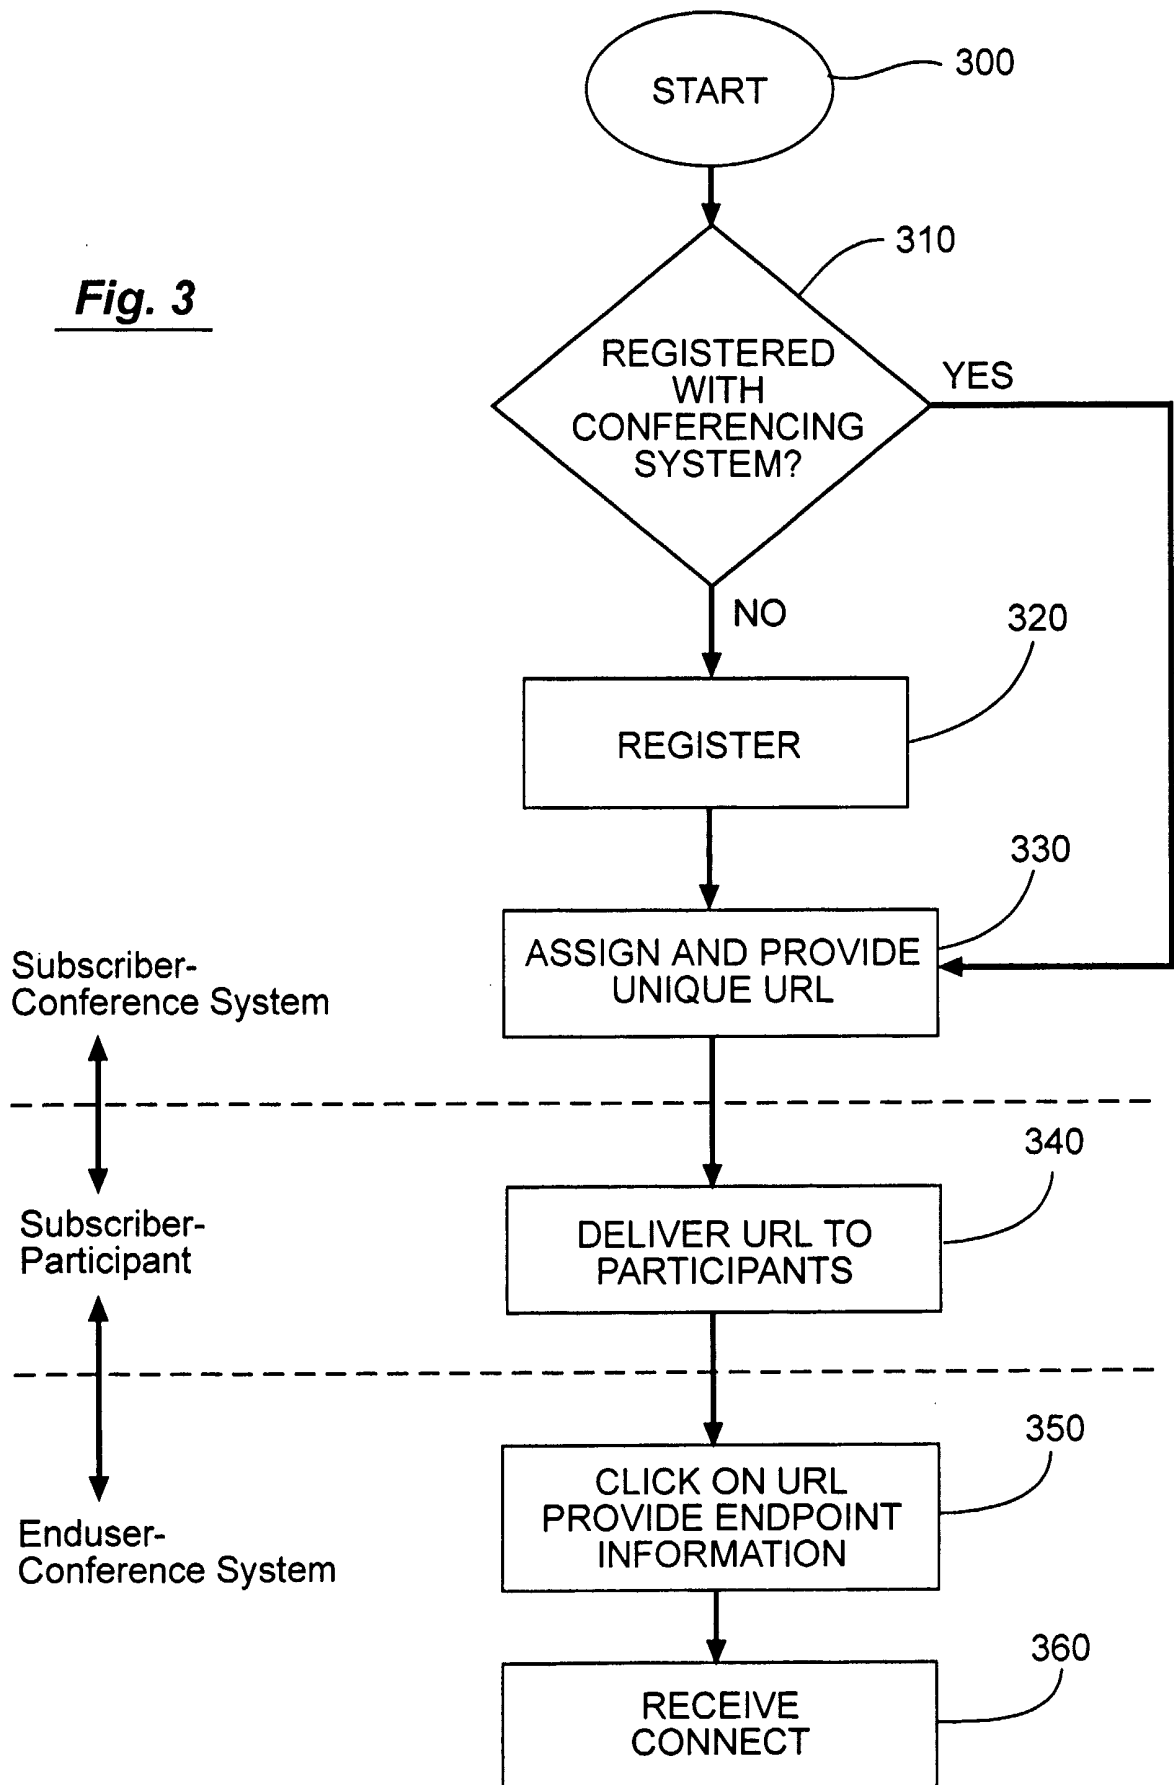 START
300
310
Fig. 3
REGISTERED
WITH
CONFERENCING
SYSTEM?
YES
NO
320
REGISTER
330
ASSIGN AND PROVIDE
UNIQUE URL
Subscriber-
Conference System
340
DELIVER URL TO
PARTICIPANTS
Subscriber-
Participant
350
CLICK ON URL
PROVIDE ENDPOINT
INFORMATION
Enduser-
Conference System
360
RECEIVE
CONNECT